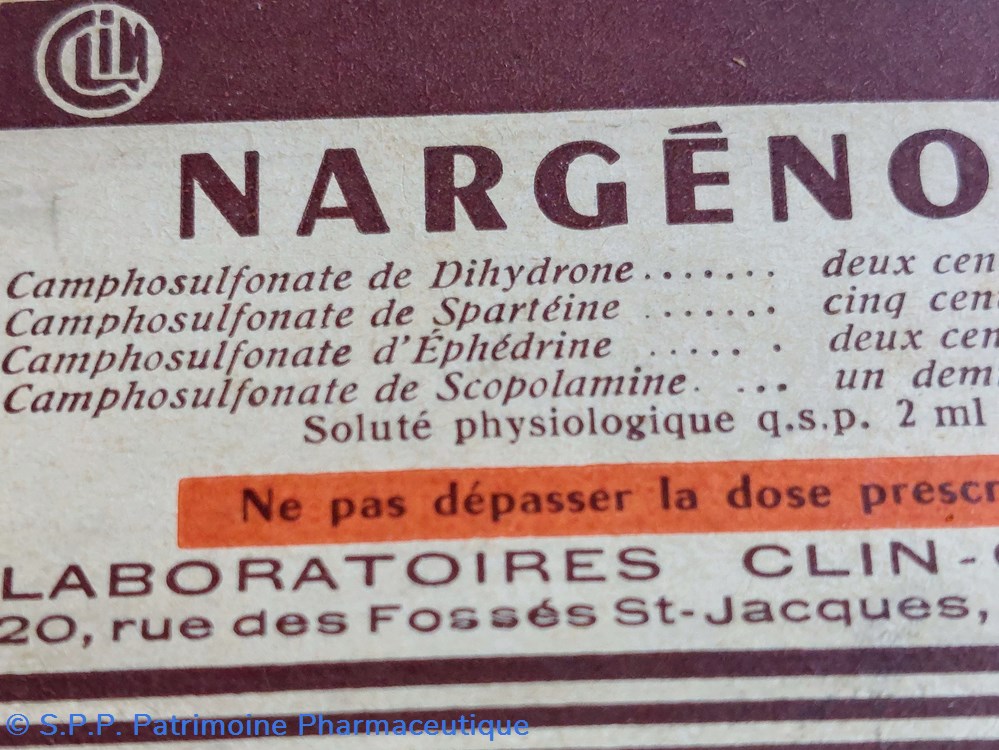 CLIN
NARGÉNO
Camphosulfonate de Dihydrone....... deux cen
Camphosulfonate de Spartéine ....... cinq cen
Camphosulfonate d'Éphédrine ...... deux cen
Camphosulfonate de Scopolamine. ... un dem
Soluté physiologique q.s.p. 2 ml
Ne pas dépasser la dose prescr
LABORATOIRES CLIN-
20, rue des Fossés St-Jacques,
© S.P.P. Patrimoine Pharmaceutique